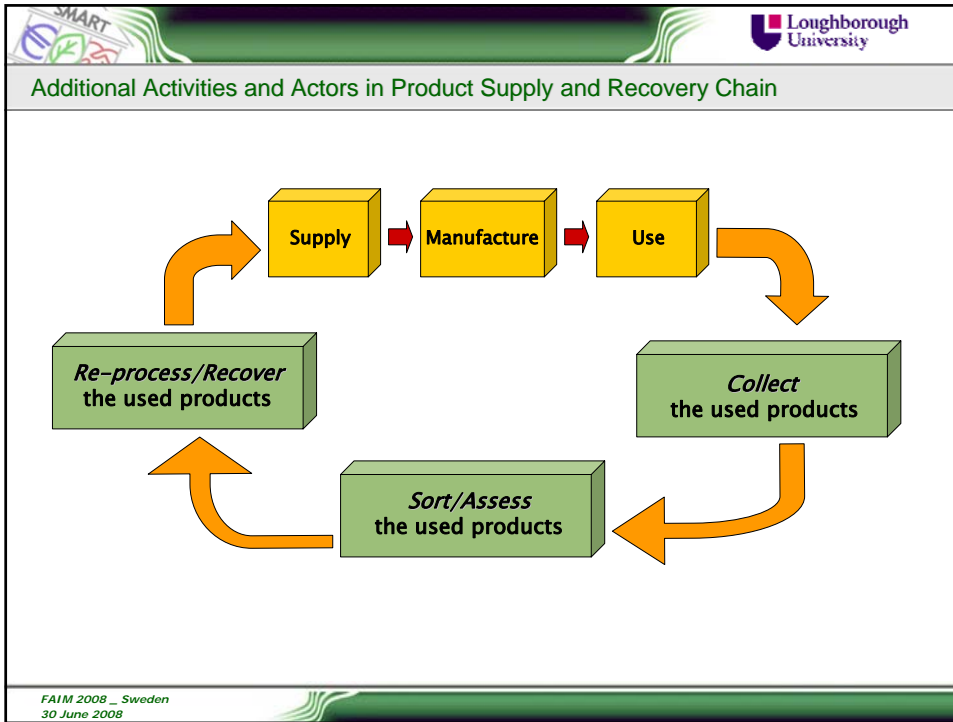 SMART
Loughborough
University
Additional Activities and Actors in Product Supply and Recovery Chain
Supply
Manufacture
Use
Re-process/Recover
the used products
Collect
the used products
Sort/Assess
the used products
FAIM 2008 _ Sweden
30 June 2008